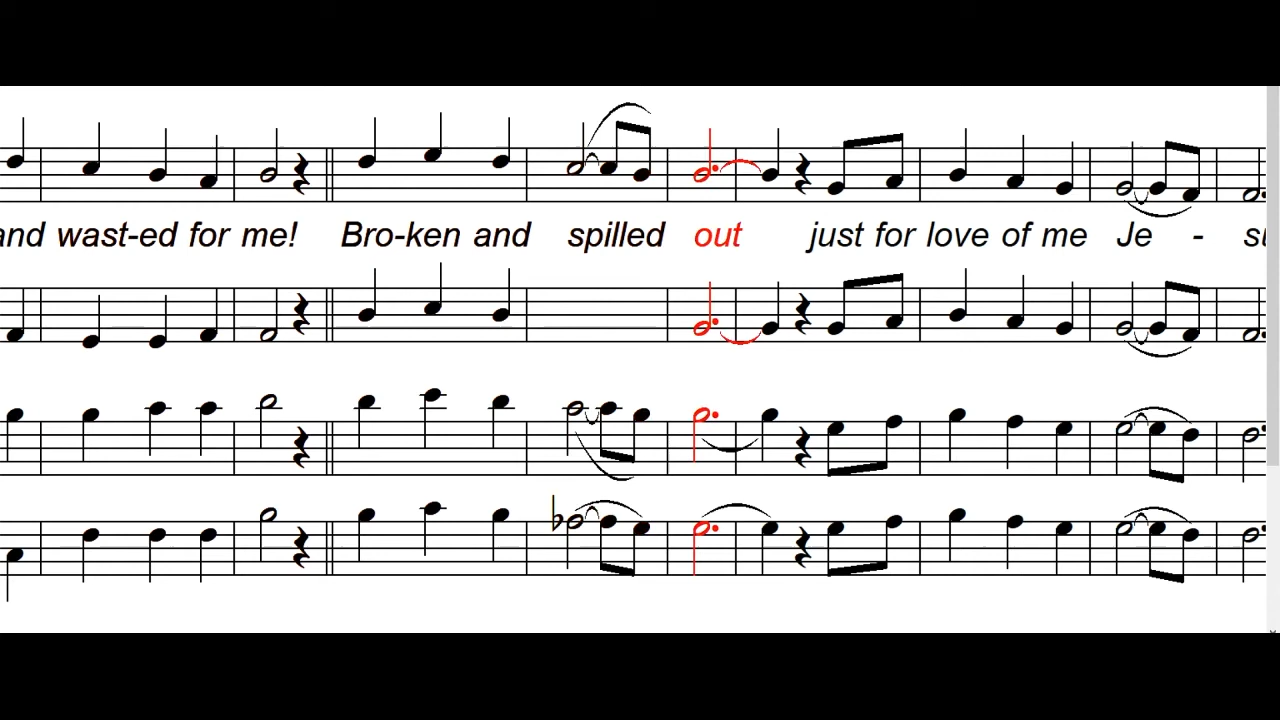 and wast-ed for me! Bro-ken and spilled out just for love of me Je -